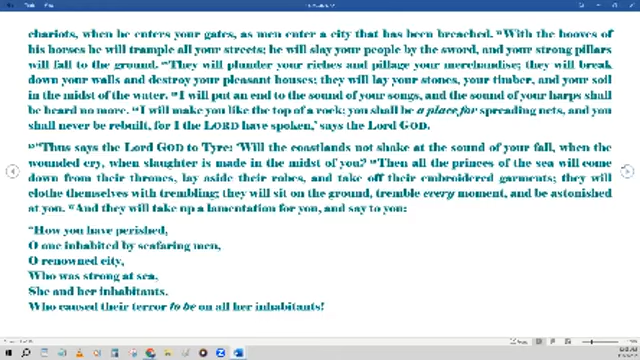 chariots, when he enters your gates, as men enter a city that has been breached. ¹¹With the hooves of
his horses he will trample all your streets; he will slay your people by the sword, and your strong pillars
will fall to the ground. ¹²They will plunder your riches and pillage your merchandise; they will break
down your walls and destroy your pleasant houses; they will lay your stones, your timber, and your soil
in the midst of the water. ¹³I will put an end to the sound of your songs, and the sound of your harps shall
be heard no more. ¹⁴I will make you like the top of a rock; you shall be a place for spreading nets, and you
shall never be rebuilt, for I the LORD have spoken,’ says the Lord GOD.
¹⁵“Thus says the Lord GOD to Tyre: ‘Will the coastlands not shake at the sound of your fall, when the
wounded cry, when slaughter is made in the midst of you? ¹⁶Then all the princes of the sea will come
down from their thrones, lay aside their robes, and take off their embroidered garments; they will
clothe themselves with trembling; they will sit on the ground, tremble every moment, and be astonished
at you. ¹⁷And they will take up a lamentation for you, and say to you:
“How you have perished,
O one inhabited by seafaring men,
O renowned city,
Who was strong at sea,
She and her inhabitants,
Who caused their terror to be on all her inhabitants!